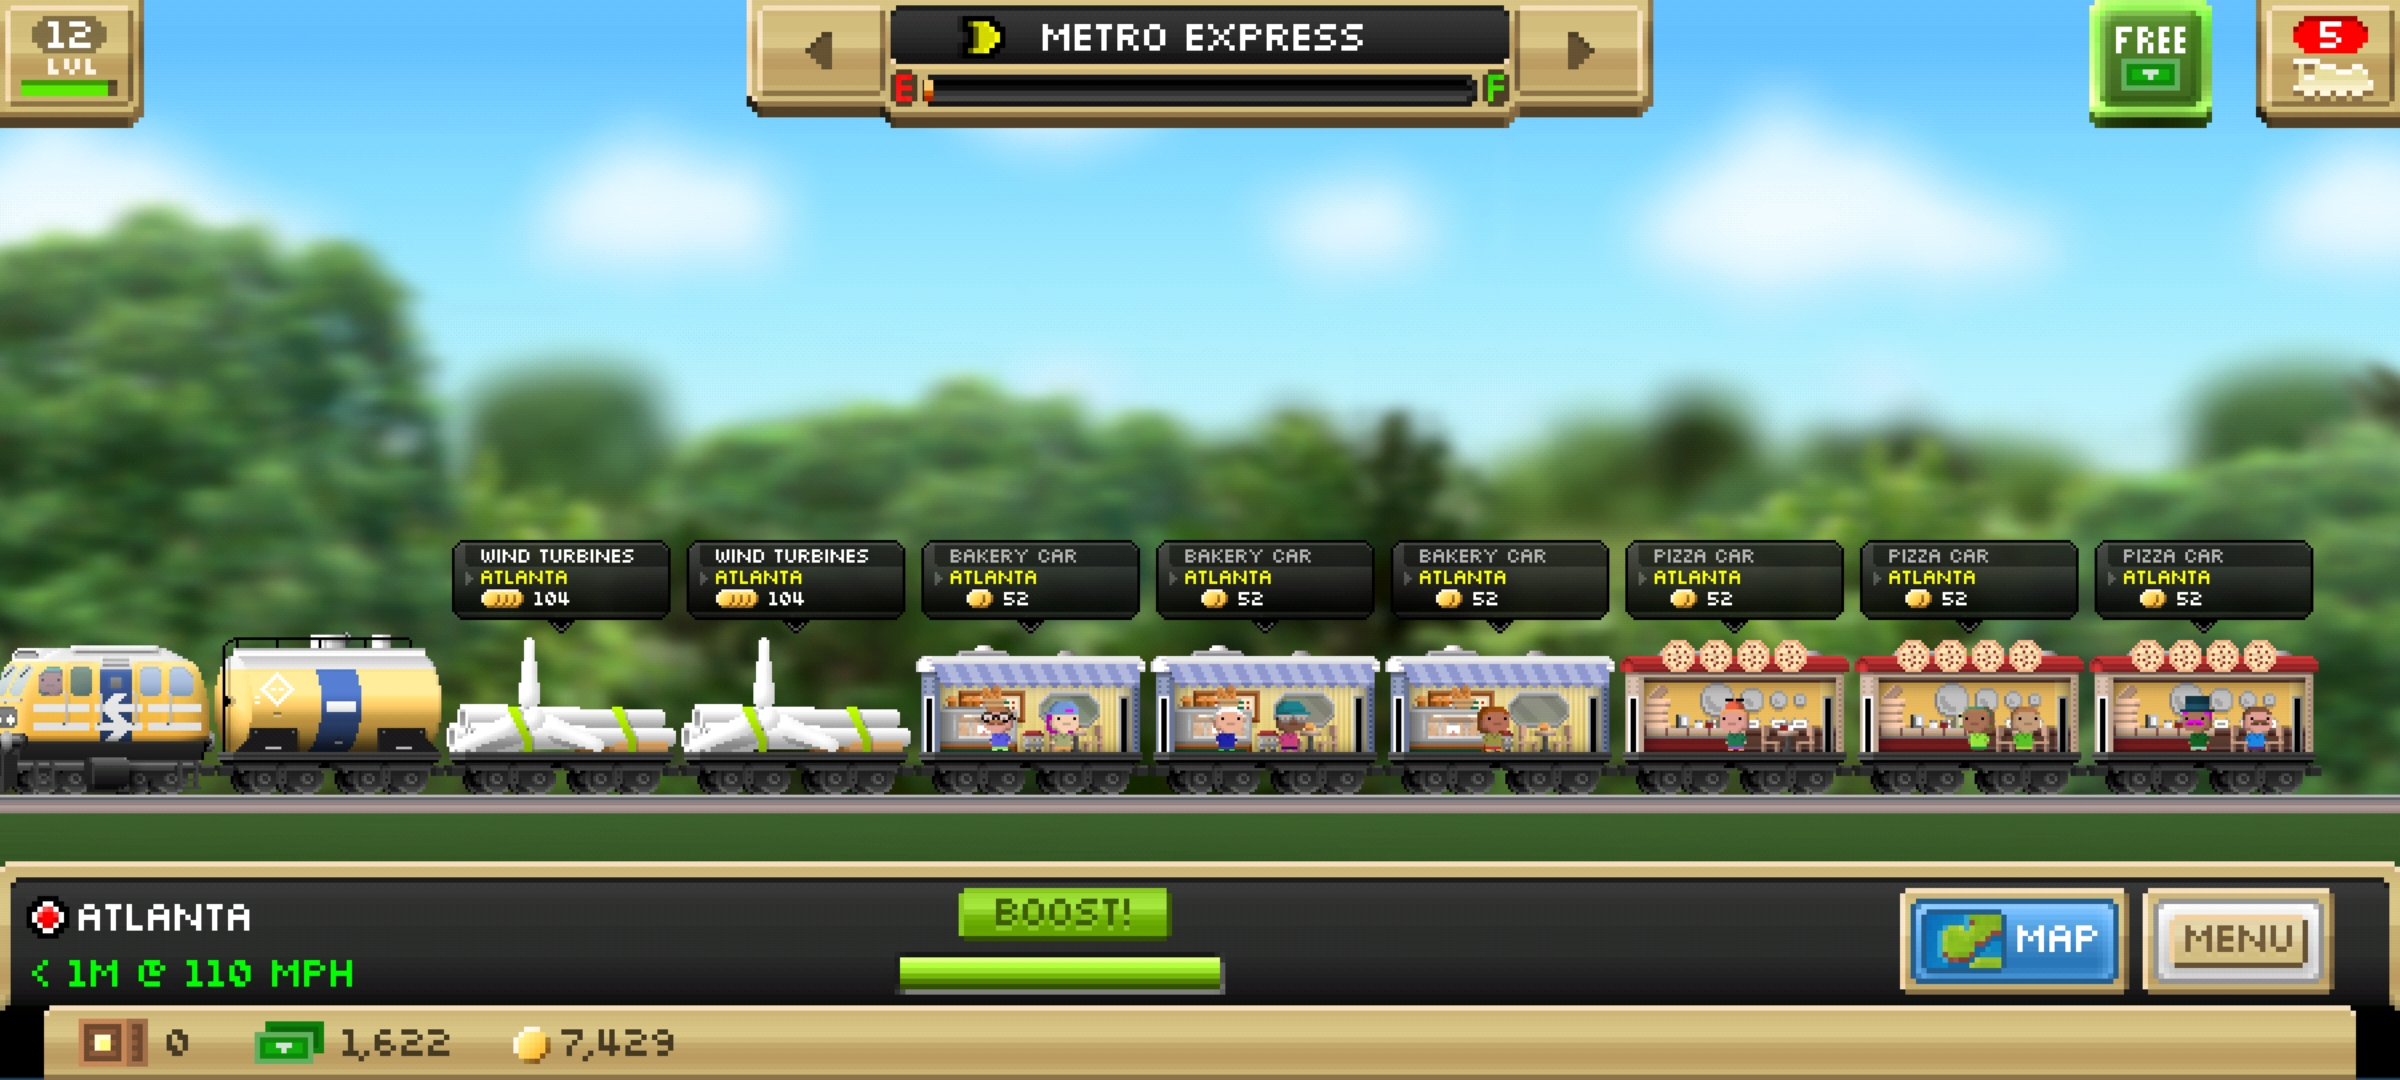 12
LVL
METRO EXPRESS
E F
FREE
5
WIND TURBINES
ATLANTA
104
WIND TURBINES
ATLANTA
104
BAKERY CAR
ATLANTA
52
BAKERY CAR
ATLANTA
52
BAKERY CAR
ATLANTA
52
PIZZA CAR
ATLANTA
52
PIZZA CAR
ATLANTA
52
PIZZA CAR
ATLANTA
52
ATLANTA
< 1M @ 110 MPH
BOOST!
MAP
MENU
0 1,622 7,429